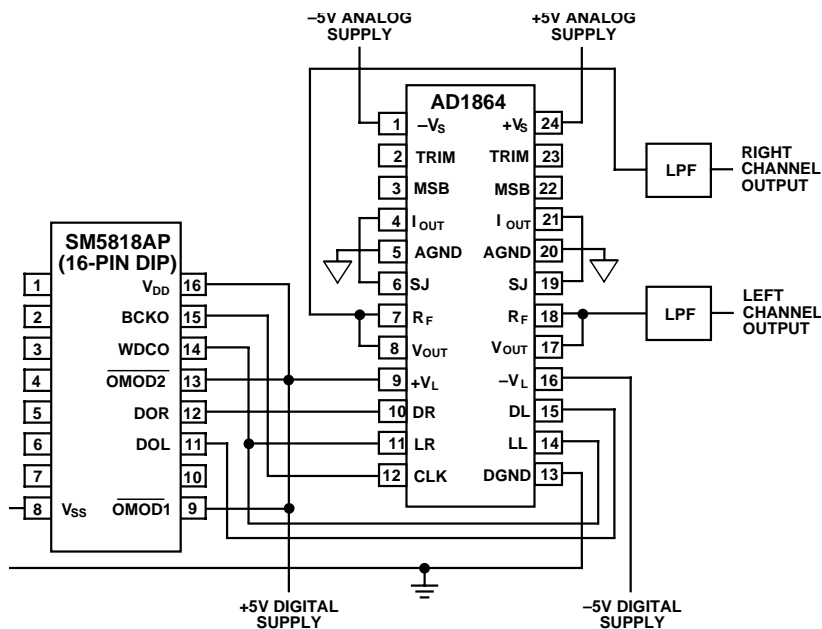 –5V ANALOG
SUPPLY
+5V ANALOG
SUPPLY
AD1864
1 –VS
+VS 24
2 TRIM
TRIM 23
3 MSB
MSB 22
4 IOUT
IOUT 21
5 AGND
AGND 20
6 SJ
SJ 19
7 RF
RF 18
8 VOUT
VOUT 17
9 +VL
–VL 16
10 DR
DL 15
11 LR
LL 14
12 CLK
DGND 13
LPF
RIGHT
CHANNEL
OUTPUT
LPF
LEFT
CHANNEL
OUTPUT
SM5818AP
(16-PIN DIP)
1
VDD 16
2
BCKO 15
3
WDCO 14
4
OMOD2 13
5
DOR 12
6
DOL 11
7
10
8 VSS
OMOD1 9
+5V DIGITAL
SUPPLY
–5V DIGITAL
SUPPLY